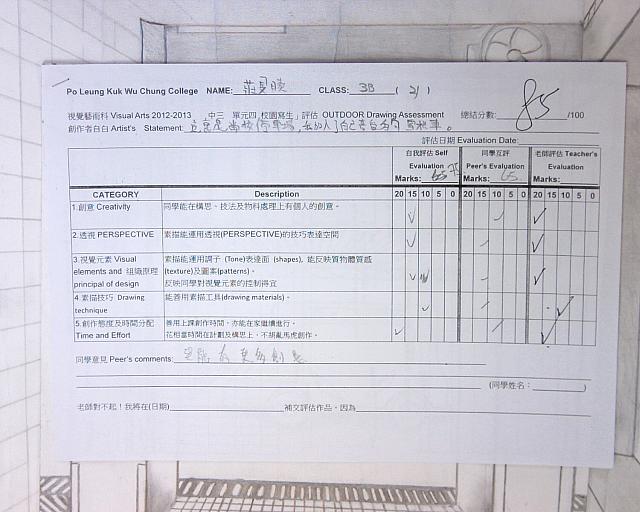 Po Leung Kuk Wu Chung College NAME: CLASS: 3B ( 21 )
視覺藝術科 Visual Arts 2012-2013 中三 單元四「校園寫生」評估 OUTDOOR Drawing Assessment 總結分數: 85 /100
創作者自白 Artist's Statement:
評估日期 Evaluation Date:
自我評估 Self Evaluation 同學互評 Peer's Evaluation 老師評估 Teacher's Evaluation
Marks: Marks: 65 Marks:
CATEGORY Description 20 15 10 5 0 20 15 10 5 0 20 15 10 5 0
1.創意 Creativity 同學能在構思、技法及物料處理上有個人的創意。
2.透視 PERSPECTIVE 素描能運用透視(PERSPECTIVE)的技巧表達空間
3.視覺元素 Visual elements and 組織原理 principal of design 素描能運用調子 (Tone)表達面 (shapes), 能反映質物體質感 (texture)及圖案(patterns)。
反映同學對視覺元素的控制得宜
4.素描技巧 Drawing technique 能善用素描工具(drawing materials)。
5.創作態度及時間分配 Time and Effort 善用上課創作時間，亦能在家繼續進行。
花相當時間在計劃及構思上，不胡亂馬虎創作。
同學意見 Peer's comments:
(同學姓名： )
老師對不起！我將在(日期) 補交評估作品，因為